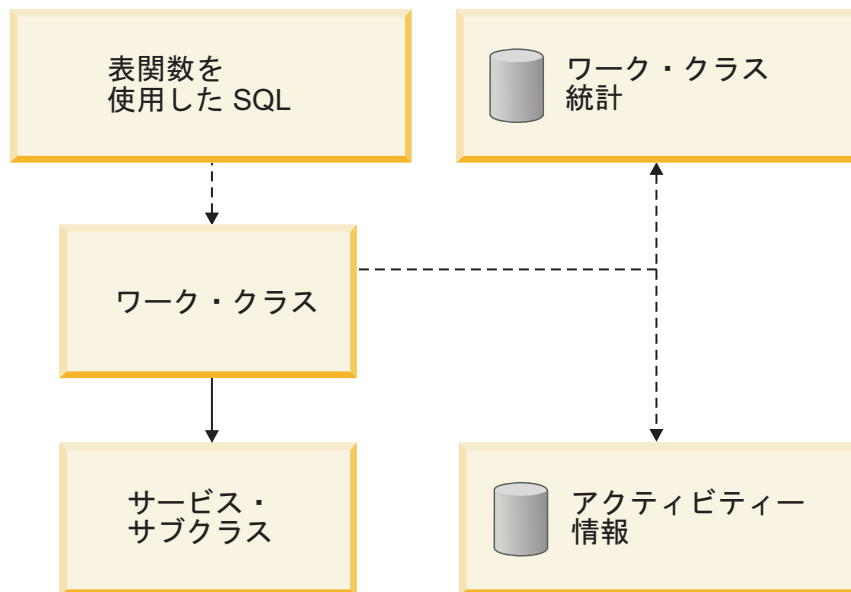 表関数を
使用した SQL
ワーク・クラス
統計
ワーク・クラス
サービス・
サブクラス
アクティビティー
情報